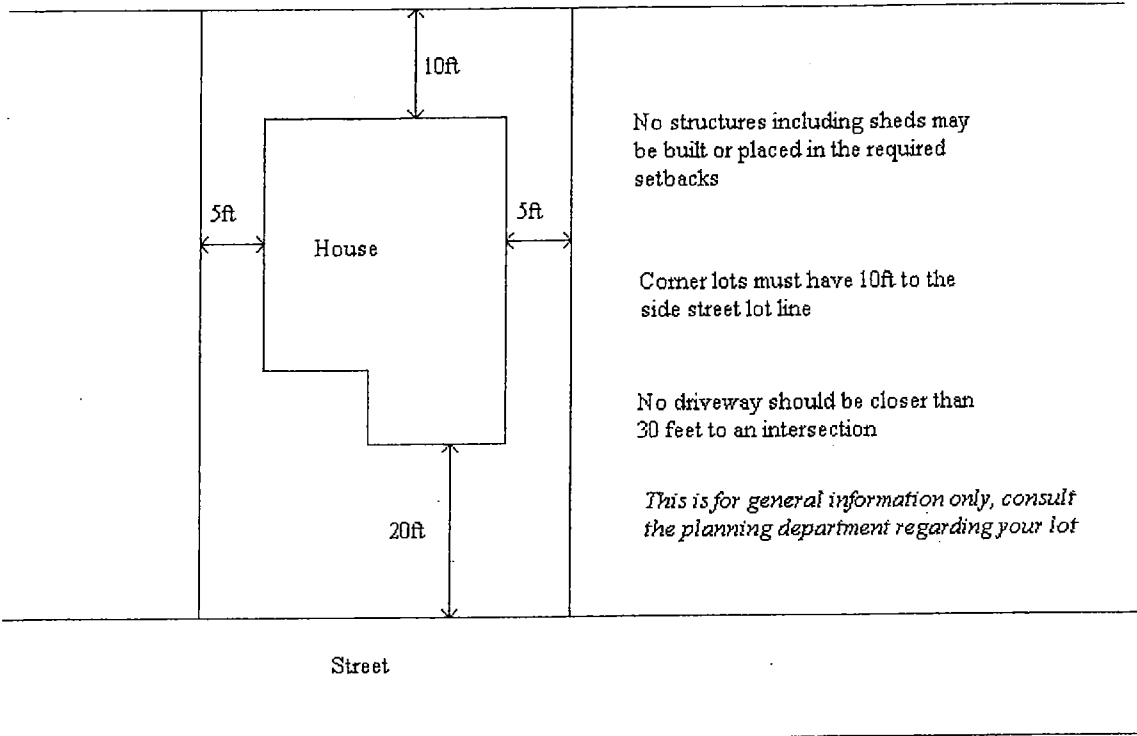 10ft
No structures including sheds may
be built or placed in the required
setbacks
5ft
5ft
House
Corner lots must have 10ft to the
side street lot line
No driveway should be closer than
30 feet to an intersection
This is for general information only, consult
the planning department regarding your lot
20ft
Street